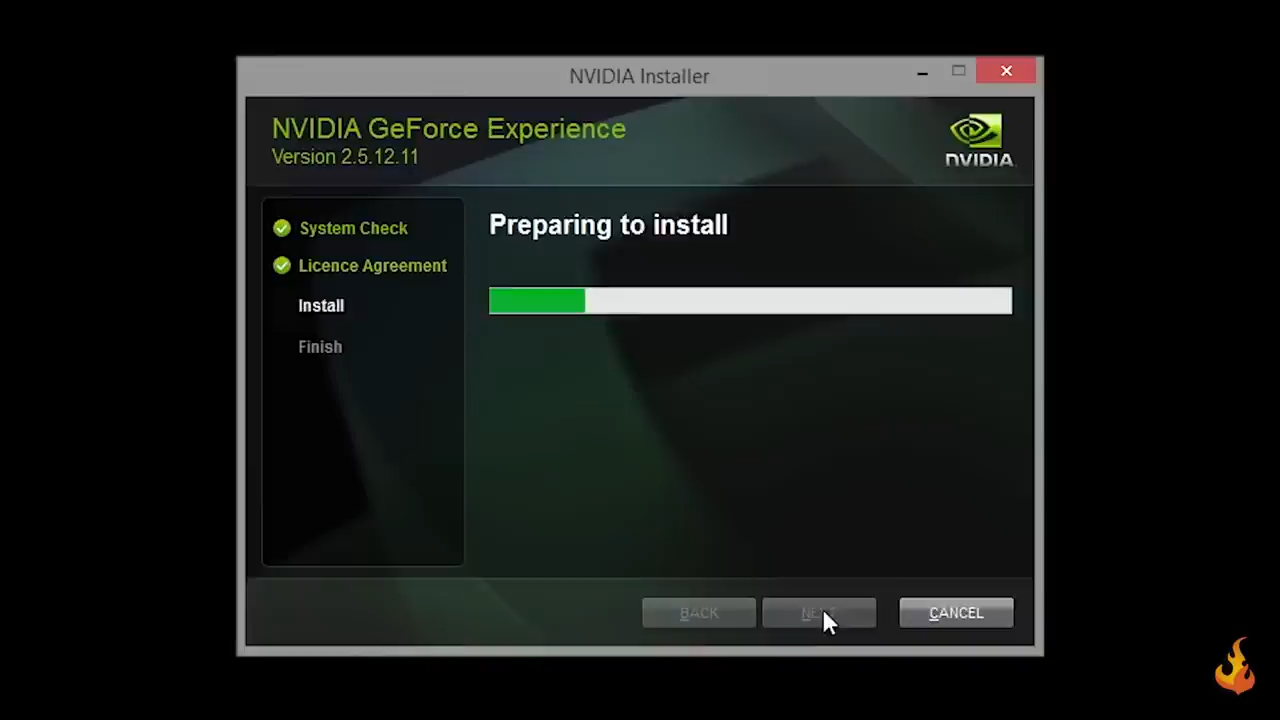 NVIDIA Installer
NVIDIA GeForce Experience
Version 2.5.12.11
NVIDIA
System Check
Licence Agreement
Install
Finish
Preparing to install
BACK
NEXT
CANCEL